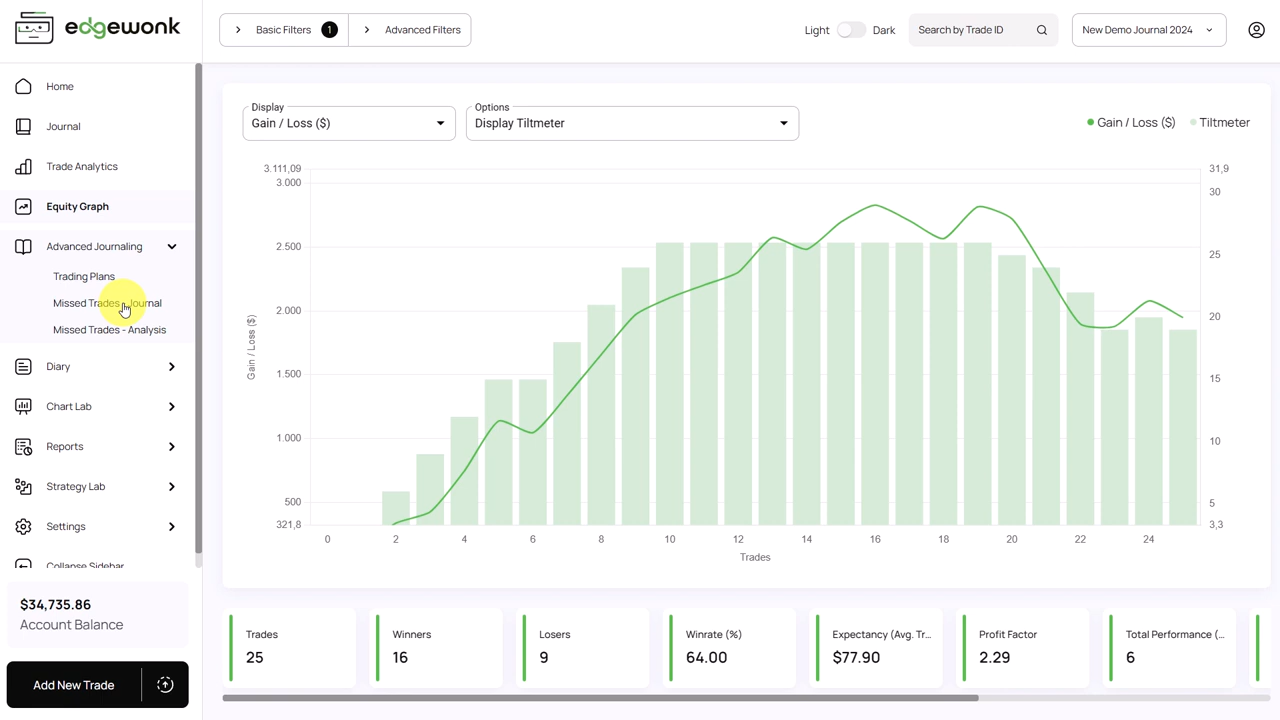 edgewonk
Basic Filters 1
Advanced Filters
Light
Dark
Search by Trade ID
New Demo Journal 2024
Home
Journal
Trade Analytics
Equity Graph
Advanced Journaling
Trading Plans
Missed Trades - Journal
Missed Trades - Analysis
Diary
Chart Lab
Reports
Strategy Lab
Settings
Collapse Sidebar
$34,735.86
Account Balance
Add New Trade
Display
Gain / Loss ($)
Options
Display Tiltmeter
Gain / Loss ($)
Tiltmeter
3.111,09
3.000
2.500
2.000
1.500
1.000
500
321,8
Gain / Loss ($)
31,9
30
25
20
15
10
5
3,3
0 2 4 6 8 10 12 14 16 18 20 22 24
Trades
Trades
25
Winners
16
Losers
9
Winrate (%)
64.00
Expectancy (Avg. Tr...
$77.90
Profit Factor
2.29
Total Performance (...
6